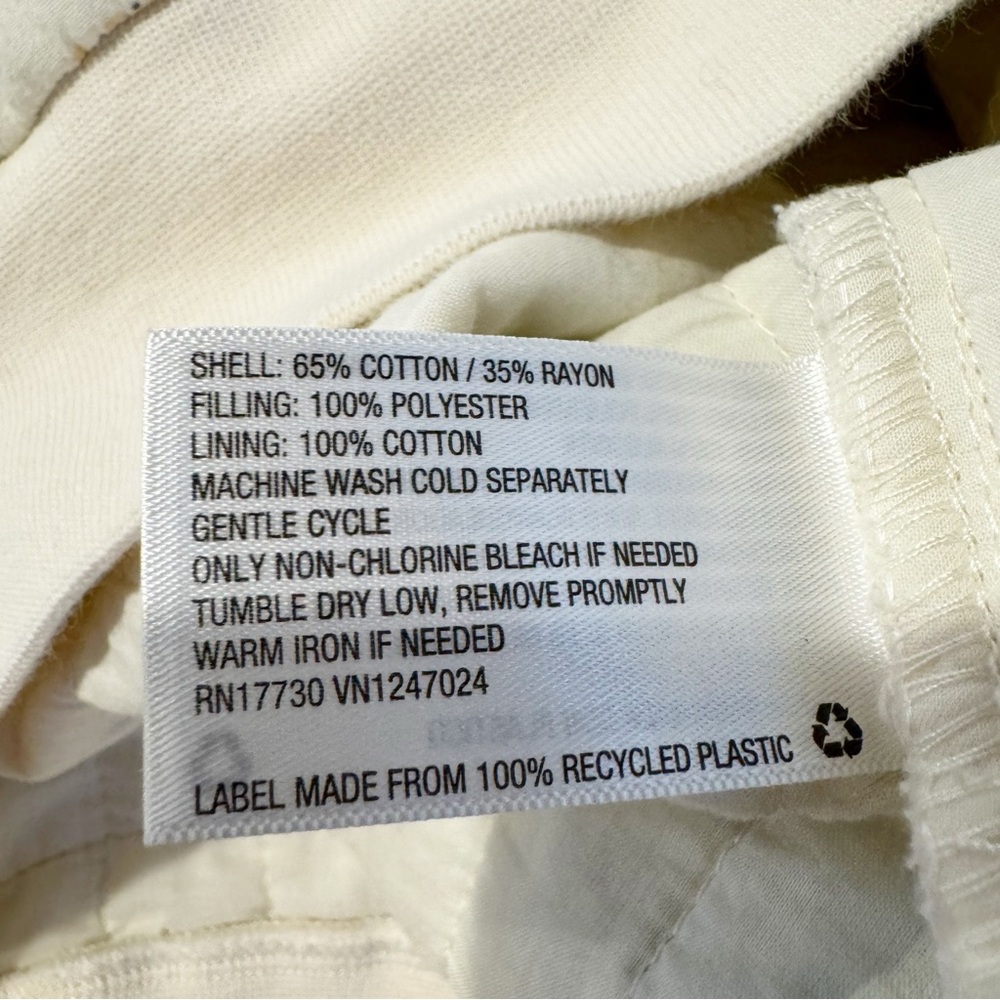 SHELL: 65% COTTON / 35% RAYON
FILLING: 100% POLYESTER
LINING: 100% COTTON
MACHINE WASH COLD SEPARATELY
GENTLE CYCLE
ONLY NON-CHLORINE BLEACH IF NEEDED
TUMBLE DRY LOW, REMOVE PROMPTLY
WARM IRON IF NEEDED
RN17730 VN1247024
LABEL MADE FROM 100% RECYCLED PLASTIC